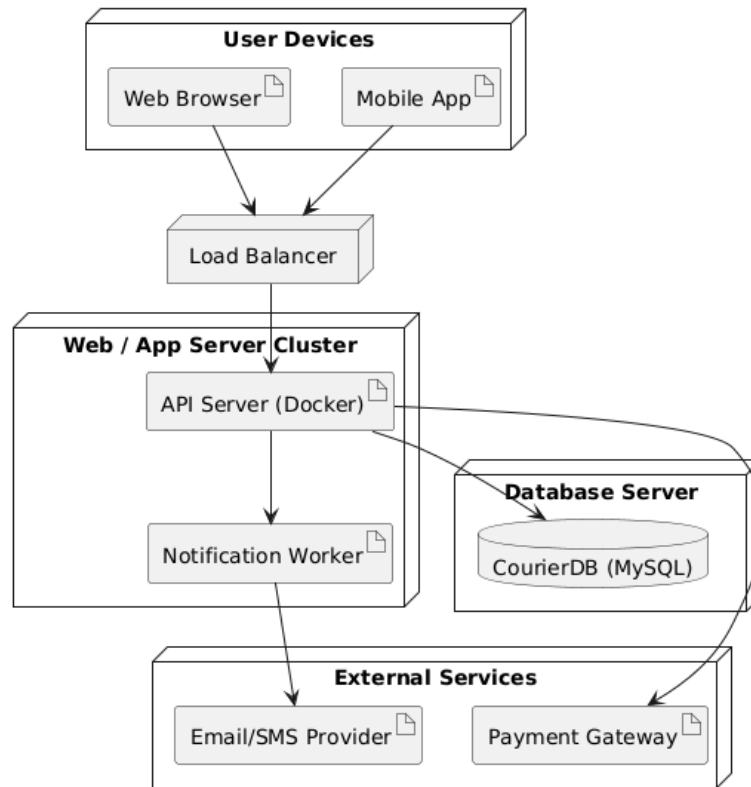 User Devices
Web Browser
Mobile App
Load Balancer
Web / App Server Cluster
API Server (Docker)
Database Server
CourierDB (MySQL)
Notification Worker
External Services
Email/SMS Provider
Payment Gateway